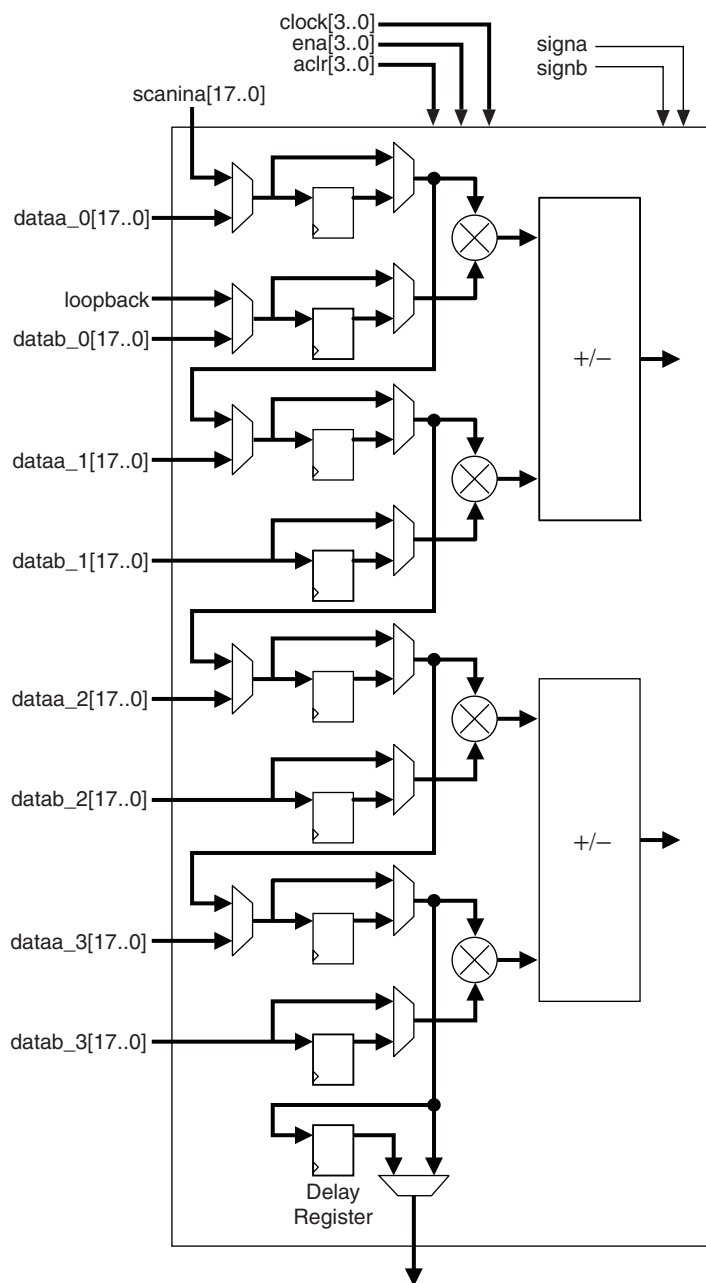 clock[3..0]
ena[3..0]
aclr[3..0]
signa
signb
scanina[17..0]
dataa_0[17..0]
loopback
datab_0[17..0]
+/−
dataa_1[17..0]
datab_1[17..0]
dataa_2[17..0]
datab_2[17..0]
+/−
dataa_3[17..0]
datab_3[17..0]
Delay
Register